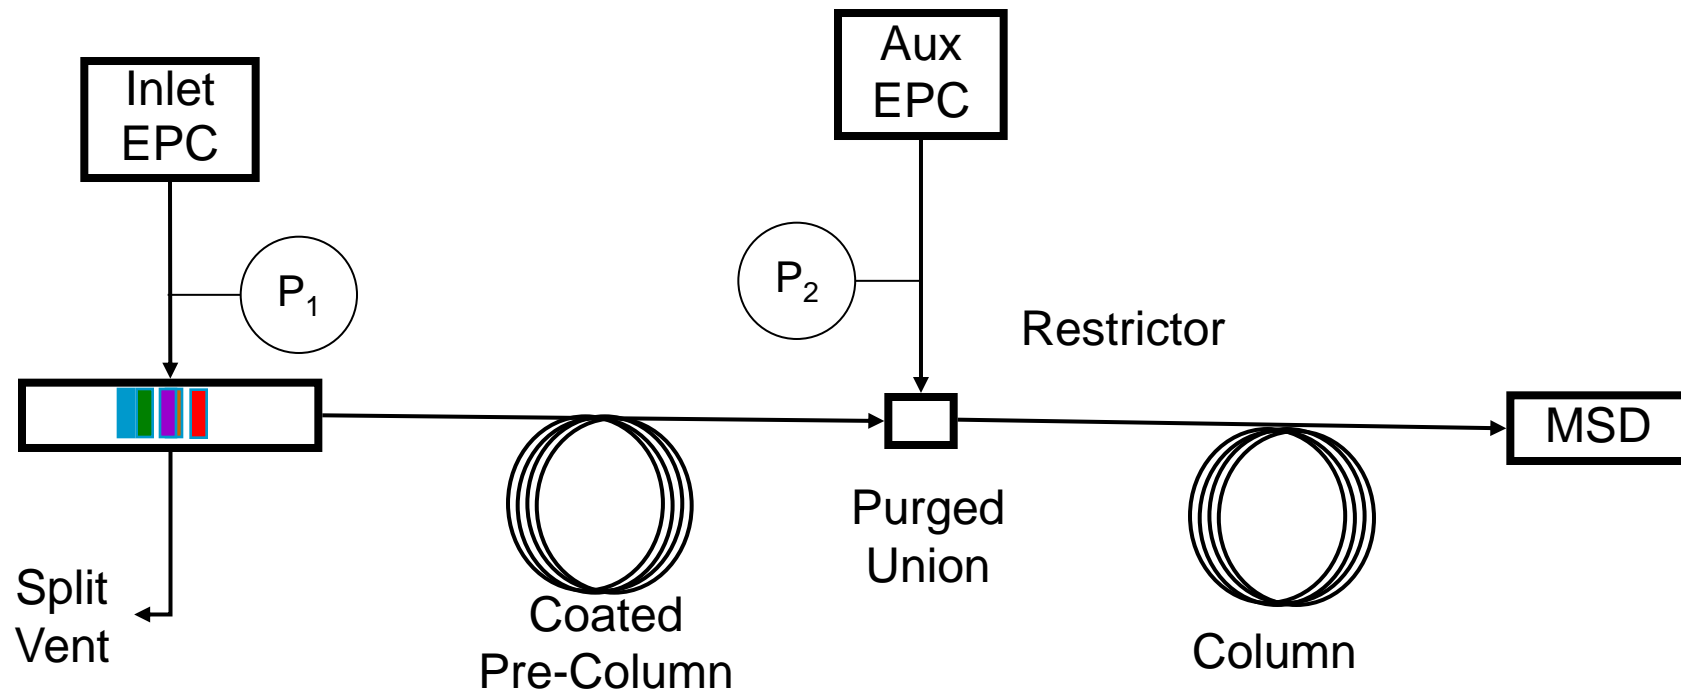 Inlet
EPC
Aux
EPC
P₁
P₂
Restrictor
MSD
Purged
Union
Split
Vent
Coated
Pre-Column
Column